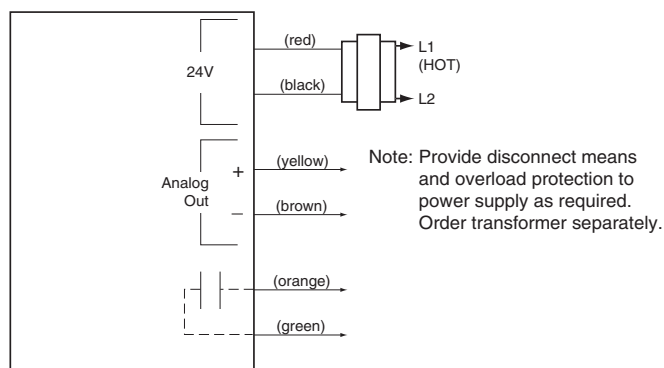 (red)
L1
(HOT)
24V
(black)
L2
(yellow)
+
Analog
Out
(brown)
–
Note: Provide disconnect means
and overload protection to
power supply as required.
Order transformer separately.
(orange)
(green)